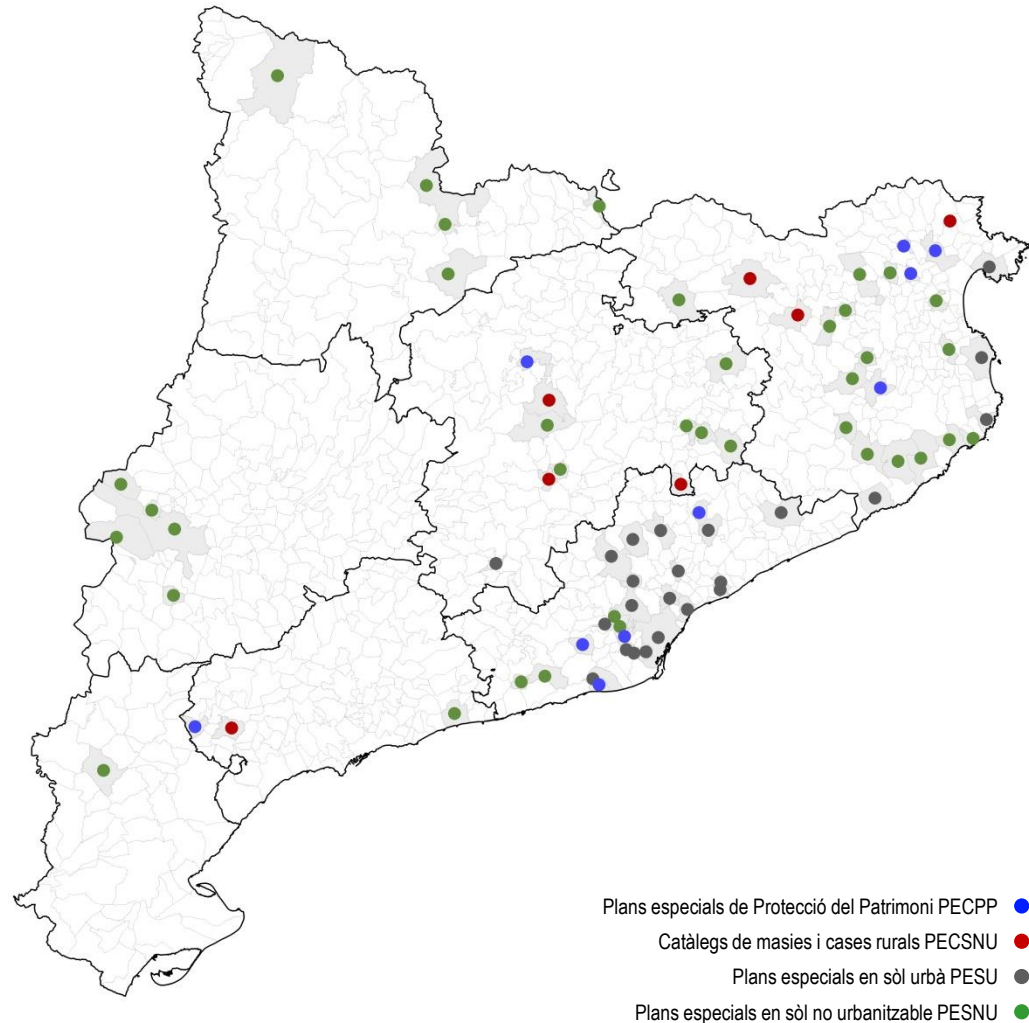 Plans especials de Protecció del Patrimoni PECPP
Catàlegs de masies i cases rurals PECSNU
Plans especials en sòl urbà PESU
Plans especials en sòl no urbanitzable PESNU